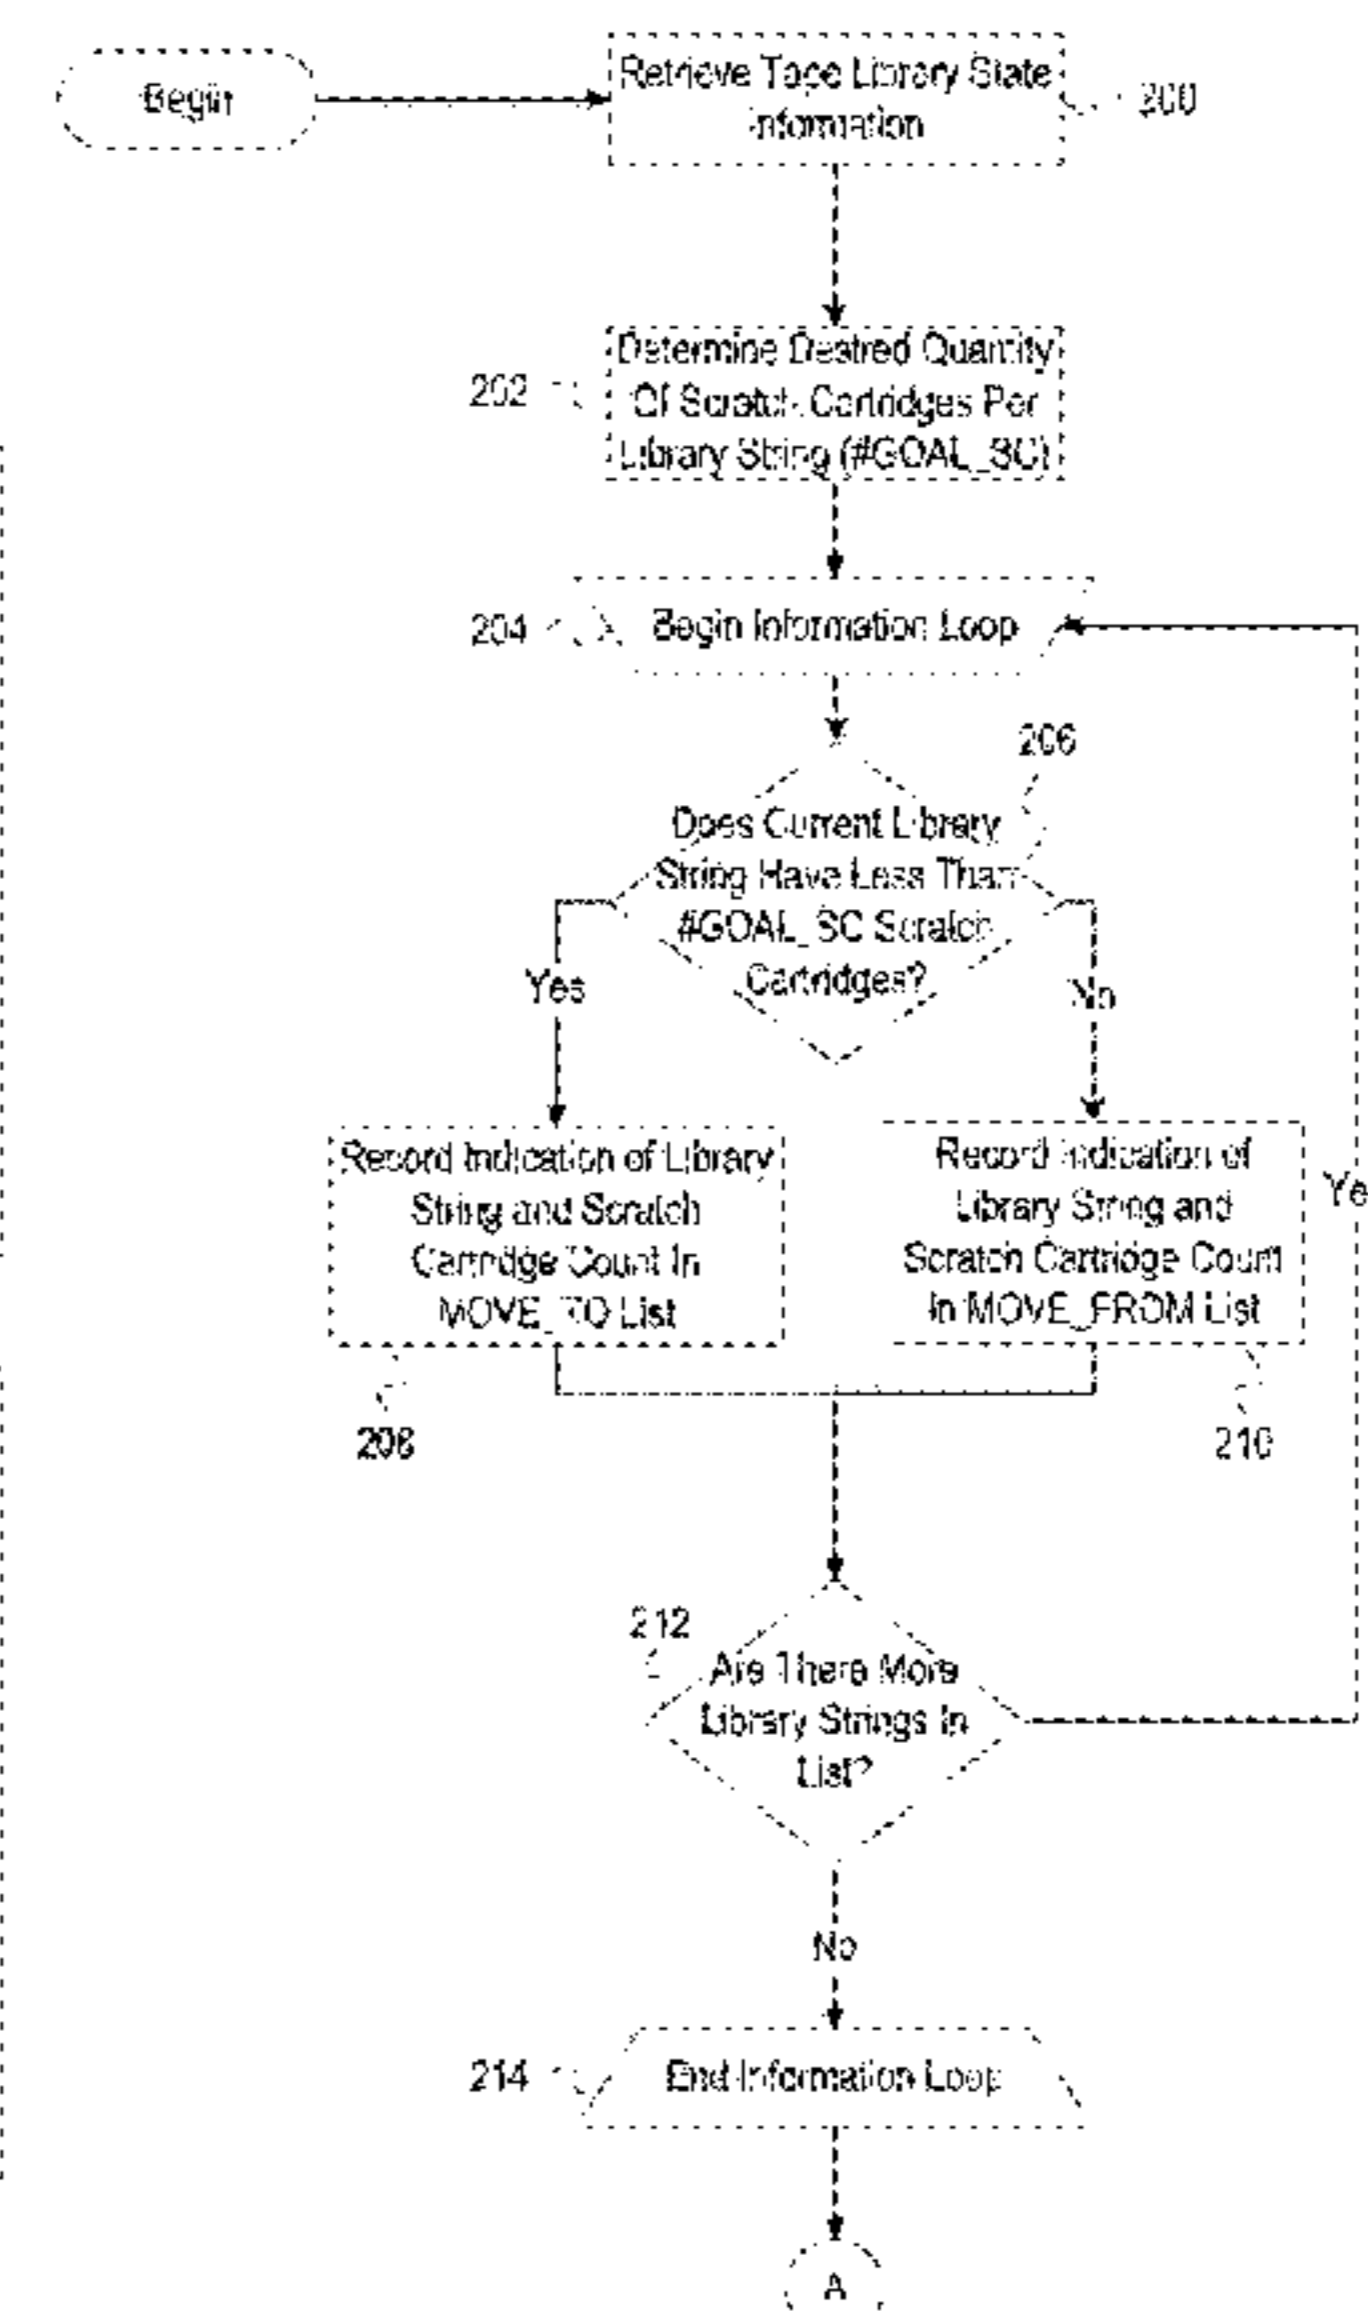 Begin
Retrieve Tape Library State
Information
200
202
Determine Desired Quantity
Of Scratch Cartridges Per
Library String (#GOAL_SC)
204
Begin Information Loop
206
Does Current Library
String Have Less Than
#GOAL_SC Scratch
Cartridges?
Yes
No
Record Indication of Library
String and Scratch
Cartridge Count In
MOVE_TO List
Record Indication of
Library String and
Scratch Cartridge Count
In MOVE_FROM List
Ye
208
210
212
Are There More
Library Strings In
List?
No
214
End Information Loop
A